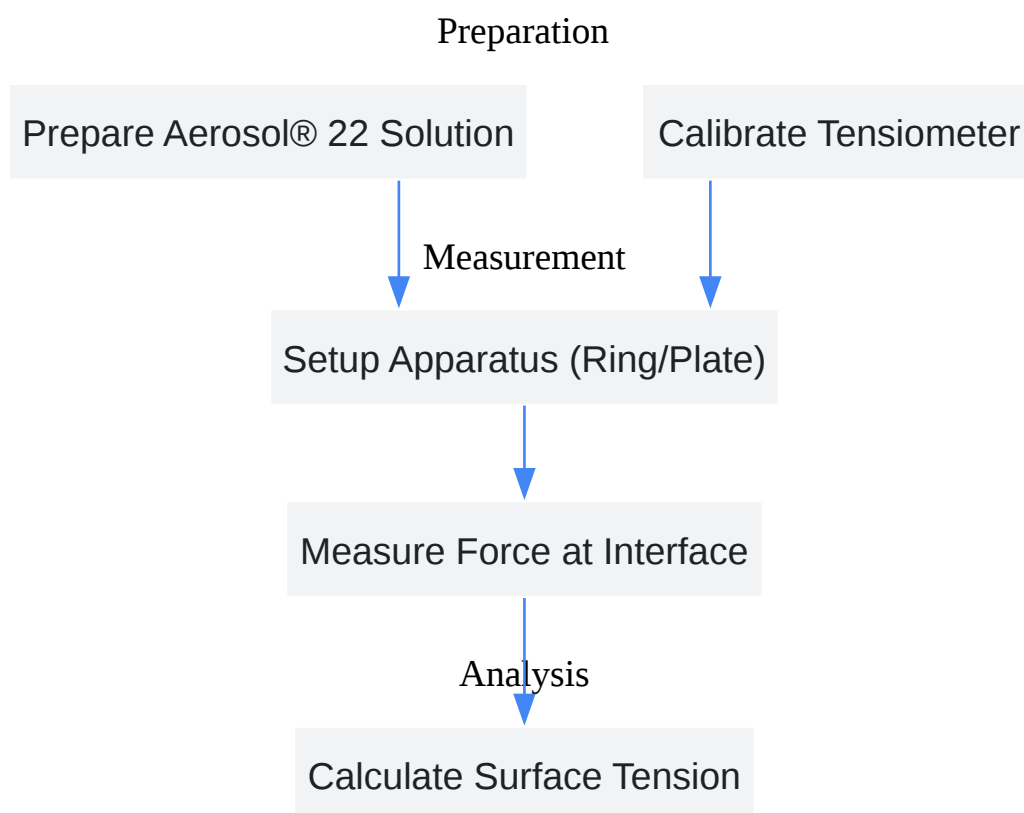 Preparation
Prepare Aerosol® 22 Solution
Calibrate Tensiometer
Measurement
Setup Apparatus (Ring/Plate)
Measure Force at Interface
Analysis
Calculate Surface Tension